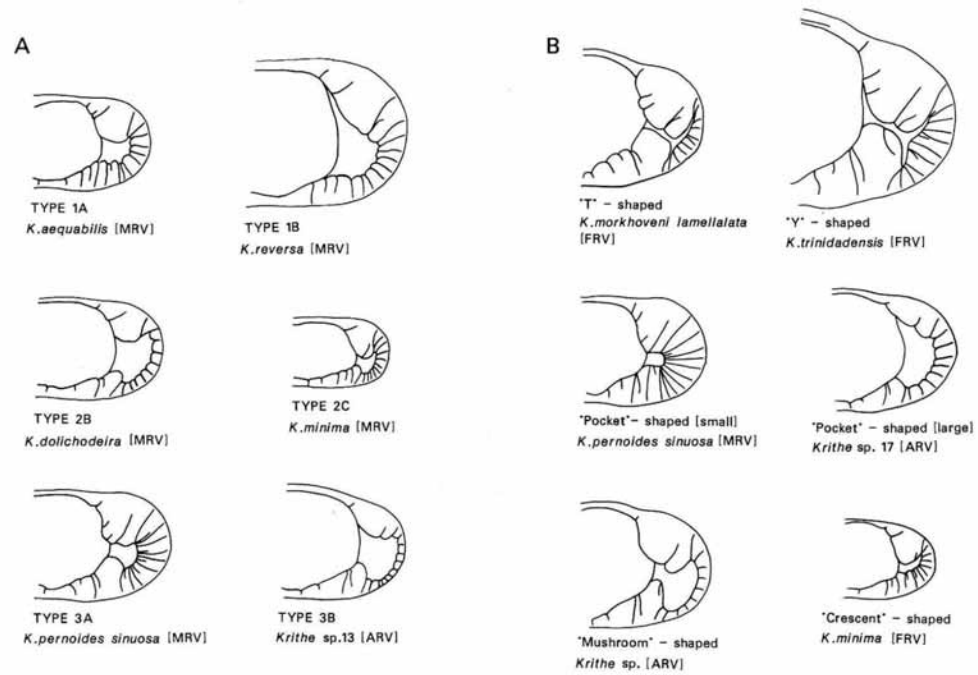 A
TYPE 1A
K.aequabilis [MRV]
TYPE 1B
K.reversa [MRV]
TYPE 2B
K.dolichodeira [MRV]
TYPE 2C
K.minima [MRV]
TYPE 3A
K.pernoides sinuosa [MRV]
TYPE 3B
Krithe sp.13 [ARV]
B
"T" - shaped
K.morkhoveni lamellalata
[FRV]
"Y" - shaped
K.trinidadensis [FRV]
"Pocket"- shaped [small]
K.pernoides sinuosa [MRV]
"Pocket"- shaped [large]
Krithe sp. 17 [ARV]
"Mushroom" - shaped
Krithe sp. [ARV]
"Crescent" - shaped
K.minima [FRV]